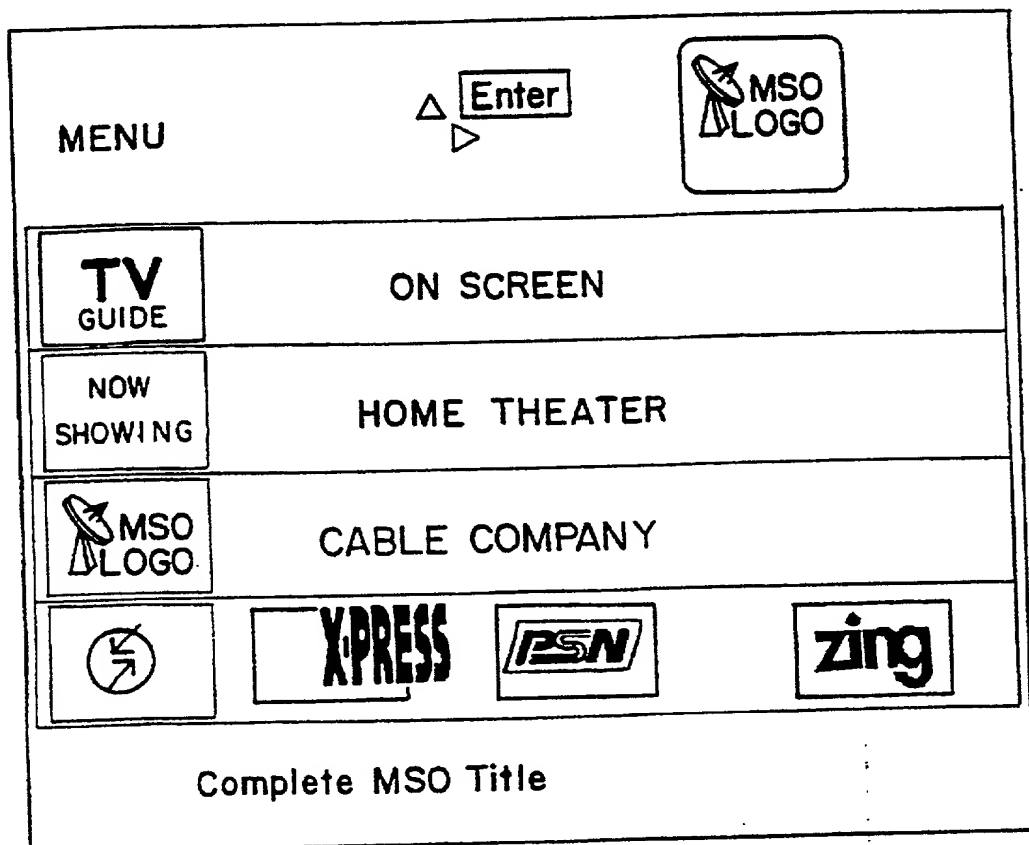 MENU
Enter
MSO
LOGO
TV
GUIDE
ON SCREEN
NOW
SHOWING
HOME THEATER
MSO
LOGO
CABLE COMPANY
X•PRESS
PSN
zing
Complete MSO Title